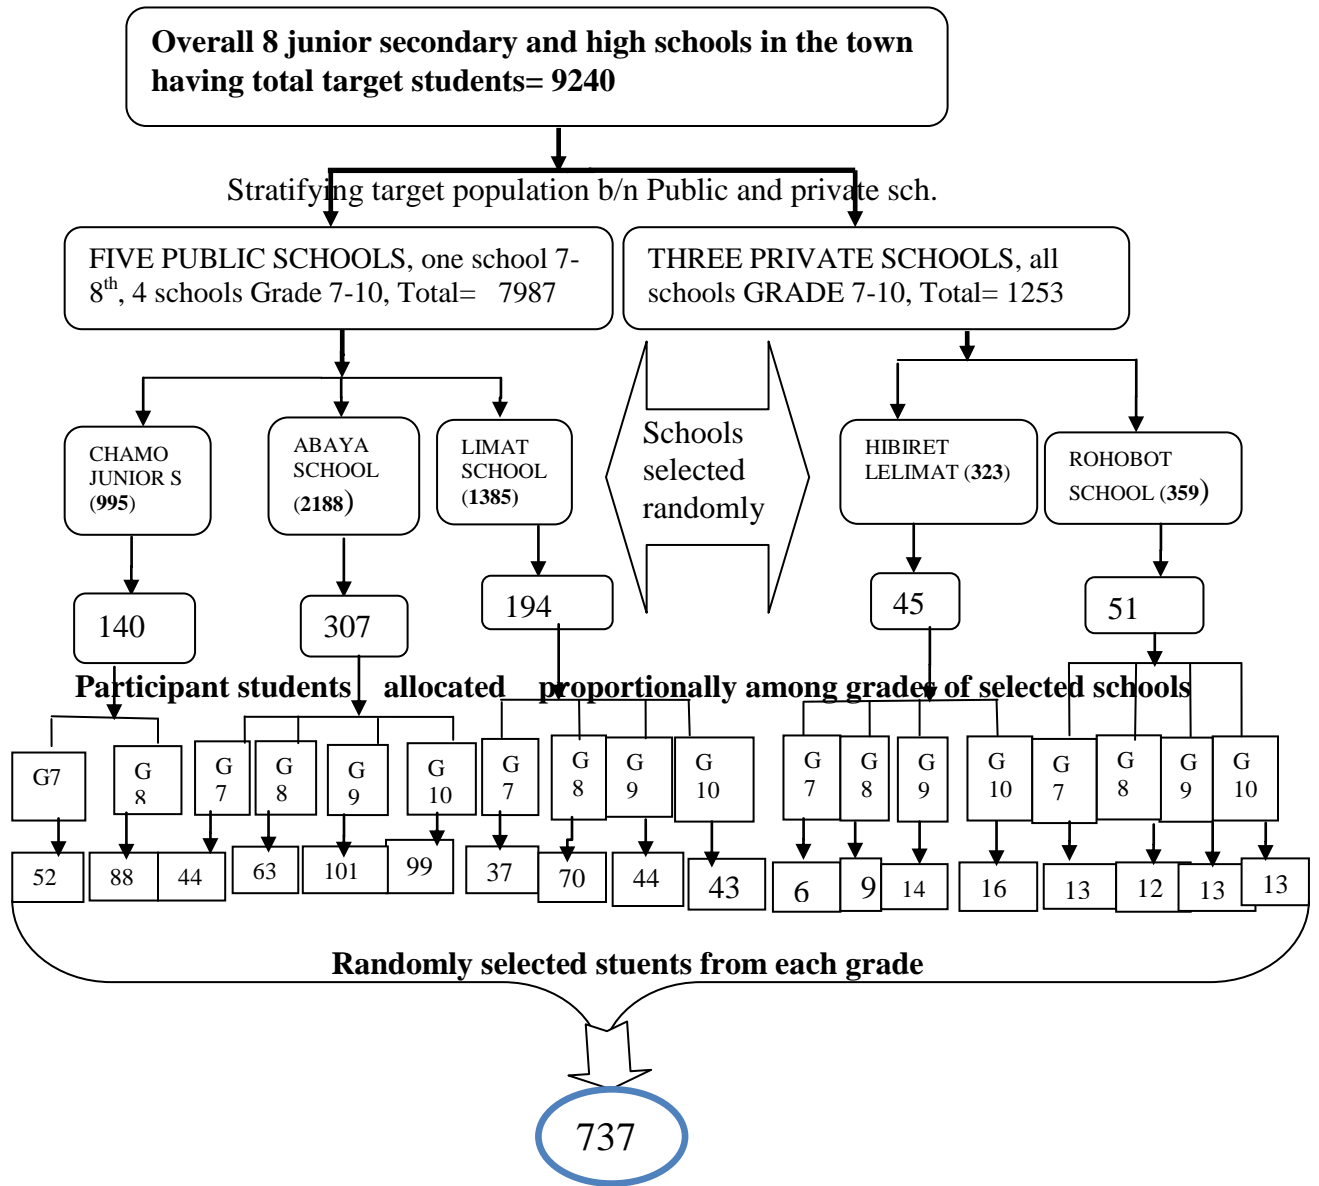 Overall 8 junior secondary and high schools in the town
having total target students= 9240
Stratifying target population b/n Public and private sch.
FIVE PUBLIC SCHOOLS, one school 7-
8th, 4 schools Grade 7-10, Total= 7987
THREE PRIVATE SCHOOLS, all
schools GRADE 7-10, Total= 1253
CHAMO
JUNIOR S
(995)
ABAYA
SCHOOL
(2188)
LIMAT
SCHOOL
(1385)
Schools
selected
randomly
HIBIRET
LELIMAT (323)
ROHOBOT
SCHOOL (359)
140
307
194
45
51
Participant students allocated proportionally among grades of selected schools
G7
G
8
G
7
G
8
G
9
G
10
G
7
G
8
G
9
G
10
G
7
G
8
G
9
G
10
G
7
G
8
G
9
G
10
52
88
44
63
101
99
37
70
44
43
6
9
14
16
13
12
13
13
Randomly selected stuents from each grade
737